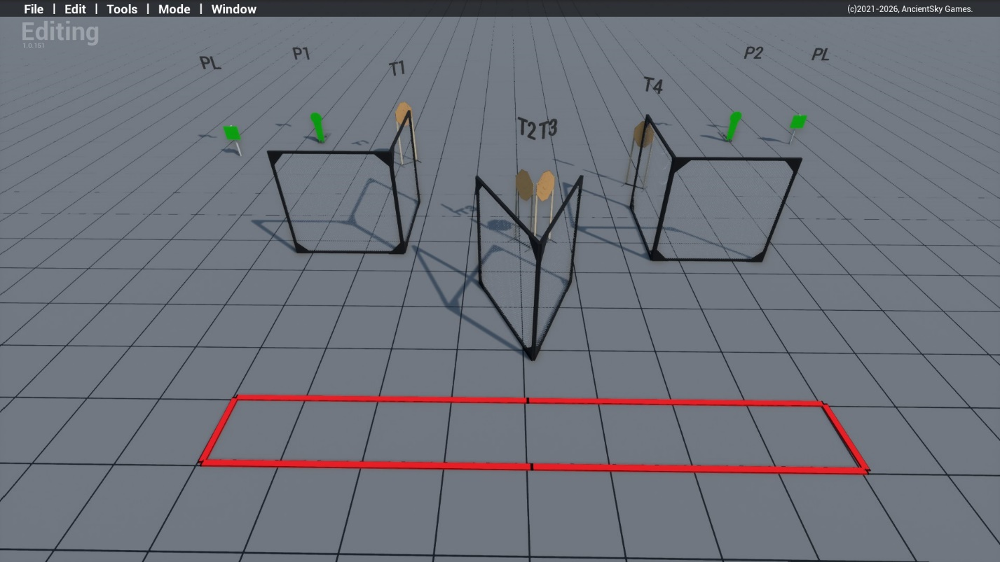 File | Edit | Tools | Mode | Window
(c)2021-2026, AncientSky Games.
Editing
1.0.151
PL
P1
T1
T2
T3
T4
P2
PL